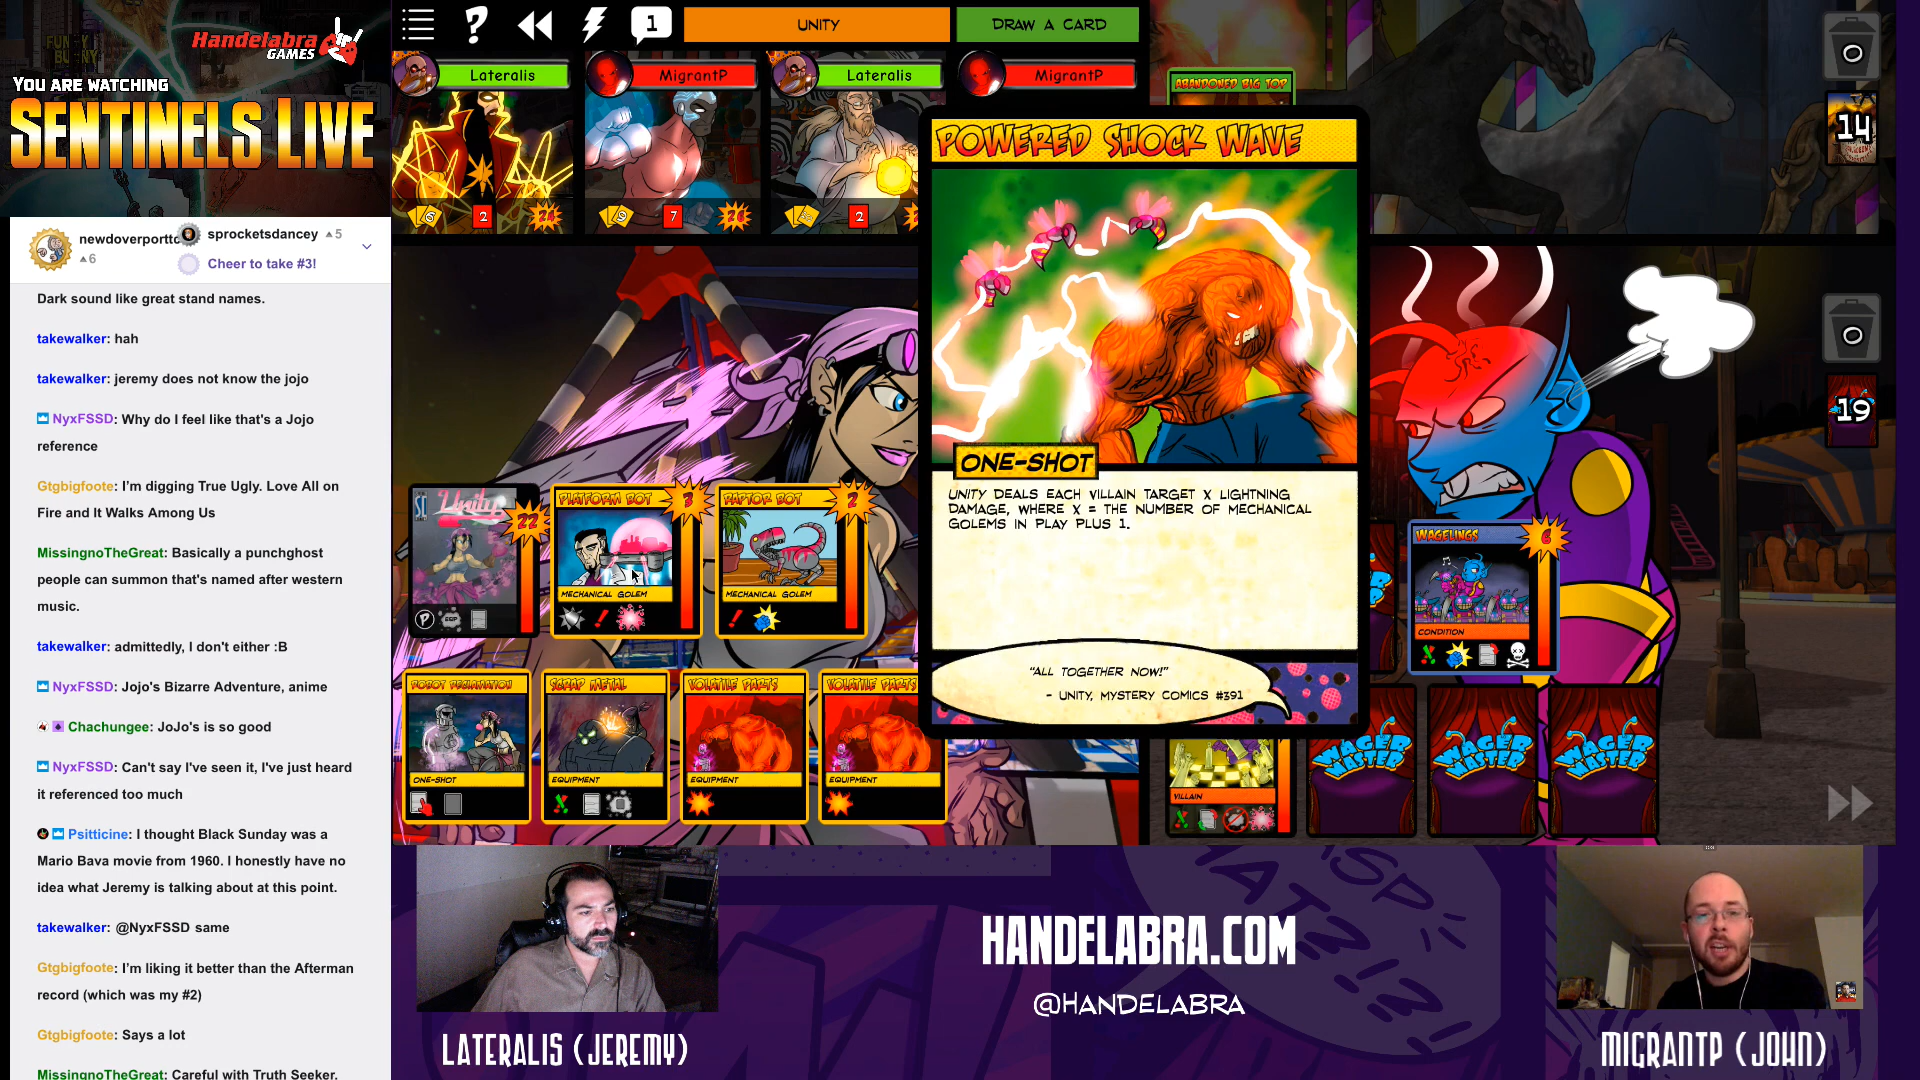 Handelabra
GAMES
YOU ARE WATCHING
SENTINELS LIVE
newdoverportto
6
sprocketsdancey 5
Cheer to take #3!
Dark sound like great stand names.
takewalker: hah
takewalker: jeremy does not know the jojo
NyxFSSD: Why do I feel like that's a Jojo
reference
Gtgbigfoote: I'm digging True Ugly. Love All on
Fire and It Walks Among Us
MissingnoTheGreat: Basically a punchghost
people can summon that's named after western
music.
takewalker: admittedly, I don't either :B
NyxFSSD: Jojo's Bizarre Adventure, anime
Chachungee: JoJo's is so good
NyxFSSD: Can't say I've seen it, I've just heard
it referenced too much
Psitticine: I thought Black Sunday was a
Mario Bava movie from 1960. I honestly have no
idea what Jeremy is talking about at this point.
takewalker: @NyxFSSD same
Gtgbigfoote: I'm liking it better than the Afterman
record (which was my #2)
Gtgbigfoote: Says a lot
MissingnoTheGreat: Careful with Truth Seeker.
?
1
UNITY
DRAW A CARD
Lateralis
MigrantP
Lateralis
MigrantP
6
2
24
9
7
26
2
ABANDONED BIG TOP
0
14
0
19
POWERED SHOCK WAVE
ONE-SHOT
UNITY DEALS EACH VILLAIN TARGET X LIGHTNING
DAMAGE, WHERE X = THE NUMBER OF MECHANICAL
GOLEMS IN PLAY PLUS 1.
"ALL TOGETHER NOW!"
- UNITY, MYSTERY COMICS #391
Unity
22
P
PLATFORM BOT
3
MECHANICAL GOLEM
RAPTOR BOT
2
MECHANICAL GOLEM
WAGELINGS
6
CONDITION
ROBOT RECLAMATION
ONE-SHOT
SCRAP METAL
EQUIPMENT
VOLATILE PARTS
EQUIPMENT
VOLATILE PARTS
EQUIPMENT
VILLAIN
WAGER MASTER
WAGER MASTER
WAGER MASTER
HANDELABRA.COM
@HANDELABRA
LATERALIS (JEREMY)
MIGRANTP (JOHN)